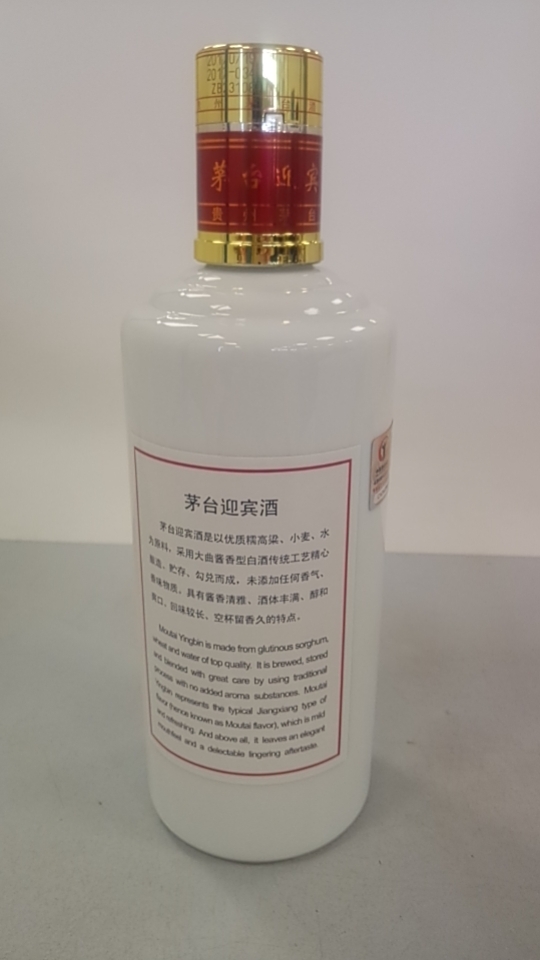 茅台迎宾
贵州茅台
茅台迎宾酒
茅台迎宾酒是以优质糯高粱、小麦、水
为原料、采用大曲酱香型白酒传统工艺精心
酿造、贮存、勾兑而成，未添加任何香气、
香味物质，具有酱香清雅、酒体丰满、醇和
爽口、回味较长、空杯留香久的特点。
Moutai Yingbin is made from glutinous sorghum,
wheat and water of top quality. It is brewed, stored
and blended with great care by using traditional
process with no added aroma substances. Moutai
Yingbin represents the typical Jiangxiang type of
flavor (hence known as Moutai flavor), which is mild
and refreshing. And above all, it leaves an elegant
mouthfeel and a delectable lingering aftertaste.